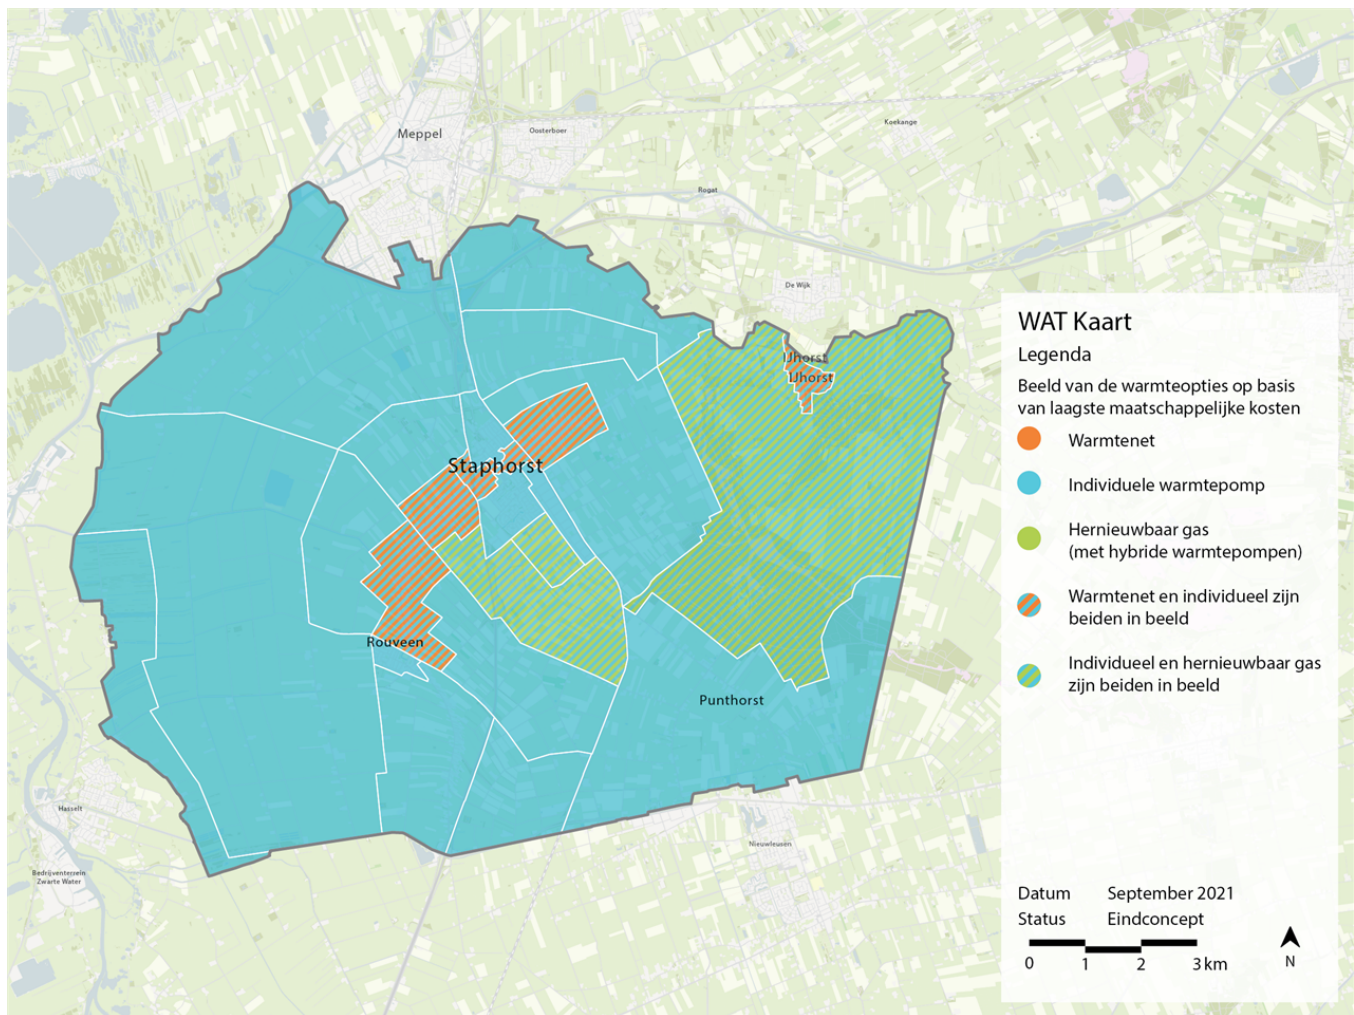 Meppel
Oosterboer
Koekange
Rogat
De Wijk
IJhorst
IJhorst
Staphorst
Rouveen
Punthorst
Hasselt
Bedrijventerrein
Zwarte Water
Nieuwleusen
WAT Kaart
Legenda
Beeld van de warmteopties op basis
van laagste maatschappelijke kosten
Warmtenet
Individuele warmtepomp
Hernieuwbaar gas
(met hybride warmtepompen)
Warmtenet en individueel zijn
beiden in beeld
Individueel en hernieuwbaar gas
zijn beiden in beeld
Datum September 2021
Status Eindconcept
0 1 2 3 km
N